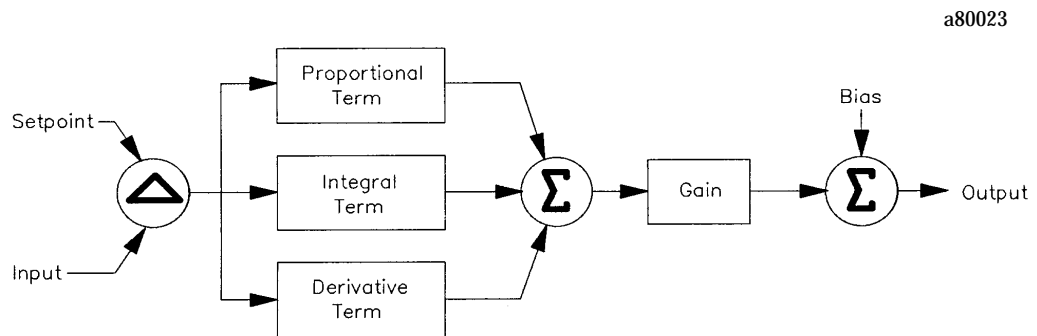 a80023
Proportional
Term
Bias
Setpoint
Δ
Integral
Term
Σ
Gain
Σ
Output
Input
Derivative
Term